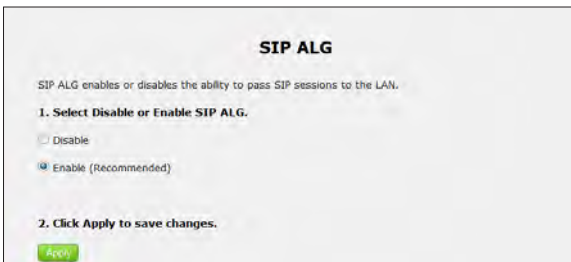 SIP ALG
SIP ALG enables or disables the ability to pass SIP sessions to the LAN.
1. Select Disable or Enable SIP ALG.
Disable
Enable (Recommended)
2. Click Apply to save changes.
Apply